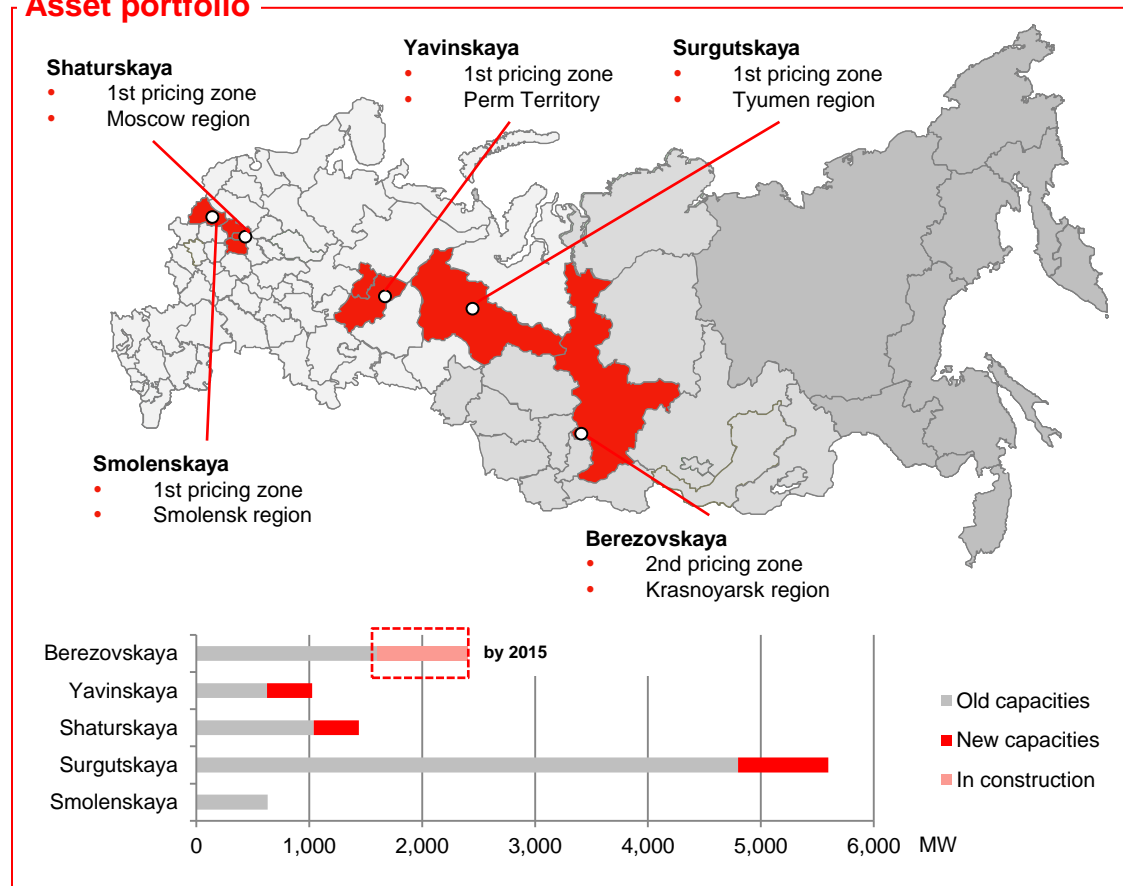 Asset portfolio
Shaturskaya
• 1st pricing zone
• Moscow region
Yavinskaya
• 1st pricing zone
• Perm Territory
Surgutskaya
• 1st pricing zone
• Tyumen region
Smolenskaya
• 1st pricing zone
• Smolensk region
Berezovskaya
• 2nd pricing zone
• Krasnoyarsk region
Berezovskaya
by 2015
Yavinskaya
Shaturskaya
Surgutskaya
Smolenskaya
0 1,000 2,000 3,000 4,000 5,000 6,000 MW
Old capacities
New capacities
In construction